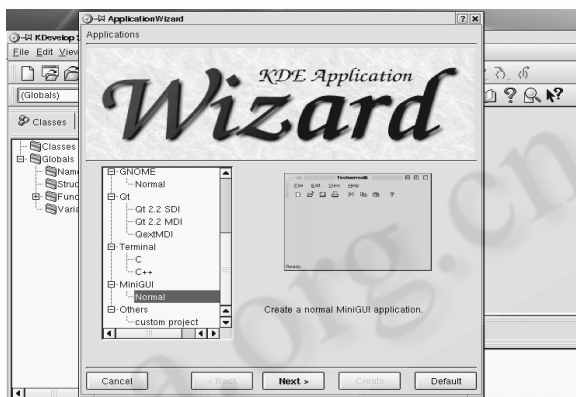 ApplicationWizard
KDevelop
File Edit View
Applications
(Globals)
Classes
KDE Application
Wizard
Classes
Globals
Name
Struc
Func
Varia
GNOME
Normal
Qt
Qt 2.2 SDI
Qt 2.2 MDI
QextMDI
Terminal
C
C++
MiniGUI
Normal
Others
custom project
File Edit View Help
Ready.
Create a normal MiniGUI application.
Cancel < Back Next > Create Default
a.org.cn